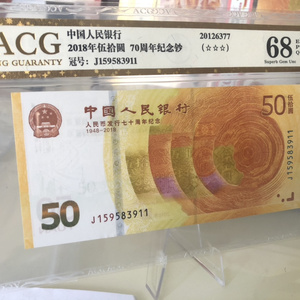 ACG
NG GUARANTY
中国人民银行
2018年伍拾圆 70周年纪念钞
冠号: J159583911
20126377
(☆☆☆)
68
Superb Gem Unc
中国人民银行
人民币发行七十周年纪念
1948-2018
50
伍拾圆
50
J159583911
J159583911